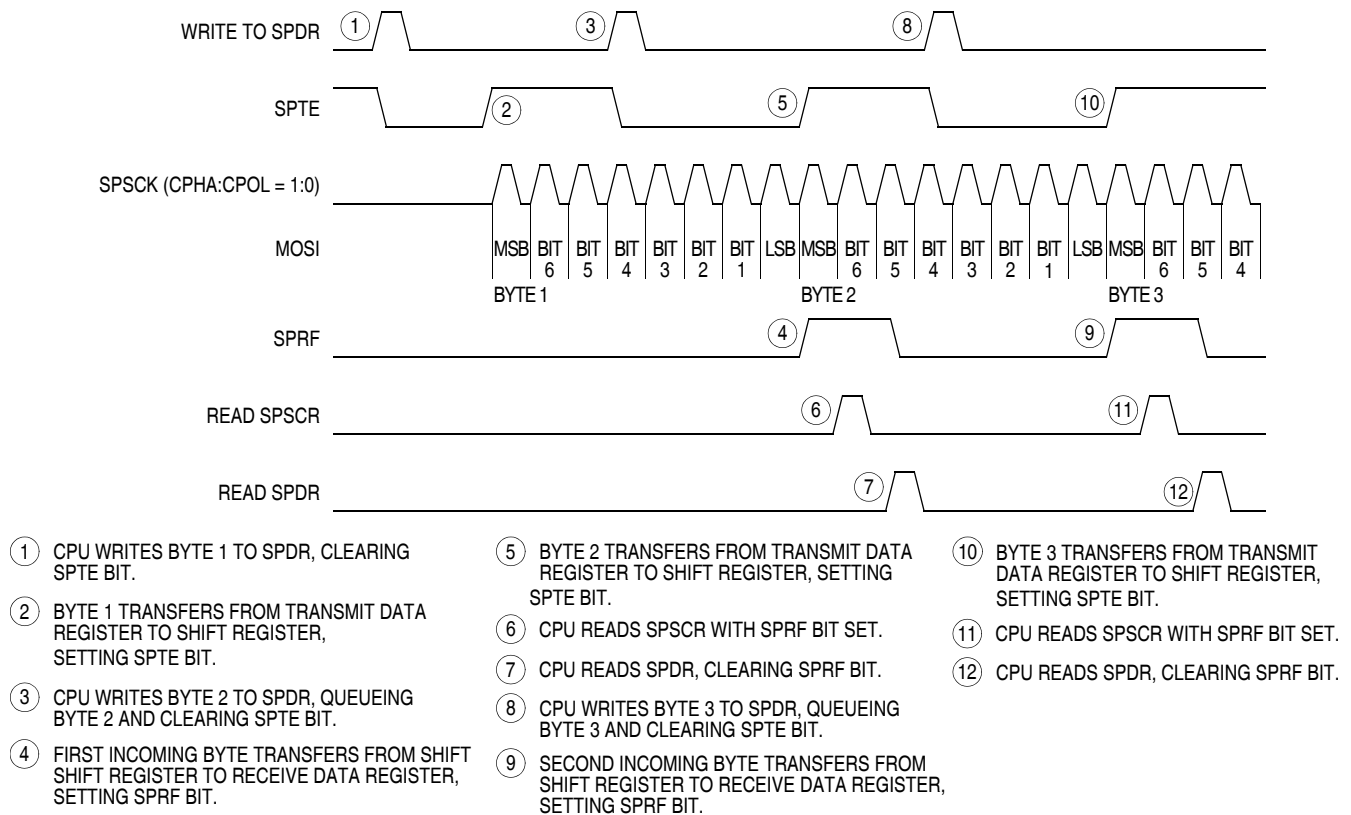 WRITE TO SPDR 1 3 8
SPTE 2 5 10
SPSCK (CPHA:CPOL = 1:0)
MOSI MSB BIT 6 BIT 5 BIT 4 BIT 3 BIT 2 BIT 1 LSB MSB BIT 6 BIT 5 BIT 4 BIT 3 BIT 2 BIT 1 LSB MSB BIT 6 BIT 5 BIT 4
BYTE 1 BYTE 2 BYTE 3
SPRF 4 9
READ SPSCR 6 11
READ SPDR 7 12
1 CPU WRITES BYTE 1 TO SPDR, CLEARING
SPTE BIT.
2 BYTE 1 TRANSFERS FROM TRANSMIT DATA
REGISTER TO SHIFT REGISTER,
SETTING SPTE BIT.
3 CPU WRITES BYTE 2 TO SPDR, QUEUEING
BYTE 2 AND CLEARING SPTE BIT.
4 FIRST INCOMING BYTE TRANSFERS FROM SHIFT
SHIFT REGISTER TO RECEIVE DATA REGISTER,
SETTING SPRF BIT.
5 BYTE 2 TRANSFERS FROM TRANSMIT DATA
REGISTER TO SHIFT REGISTER, SETTING
SPTE BIT.
6 CPU READS SPSCR WITH SPRF BIT SET.
7 CPU READS SPDR, CLEARING SPRF BIT.
8 CPU WRITES BYTE 3 TO SPDR, QUEUEING
BYTE 3 AND CLEARING SPTE BIT.
9 SECOND INCOMING BYTE TRANSFERS FROM
SHIFT REGISTER TO RECEIVE DATA REGISTER,
SETTING SPRF BIT.
10 BYTE 3 TRANSFERS FROM TRANSMIT
DATA REGISTER TO SHIFT REGISTER,
SETTING SPTE BIT.
11 CPU READS SPSCR WITH SPRF BIT SET.
12 CPU READS SPDR, CLEARING SPRF BIT.